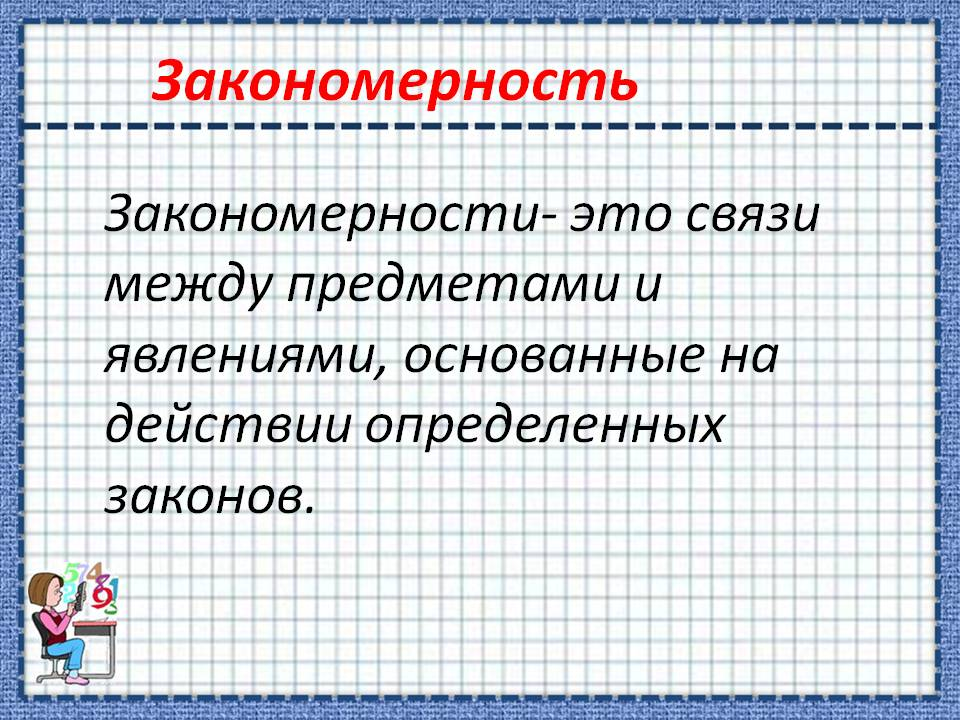 Закономерность
Закономерности- это связи
между предметами и
явлениями, основанные на
действии определенных
законов.